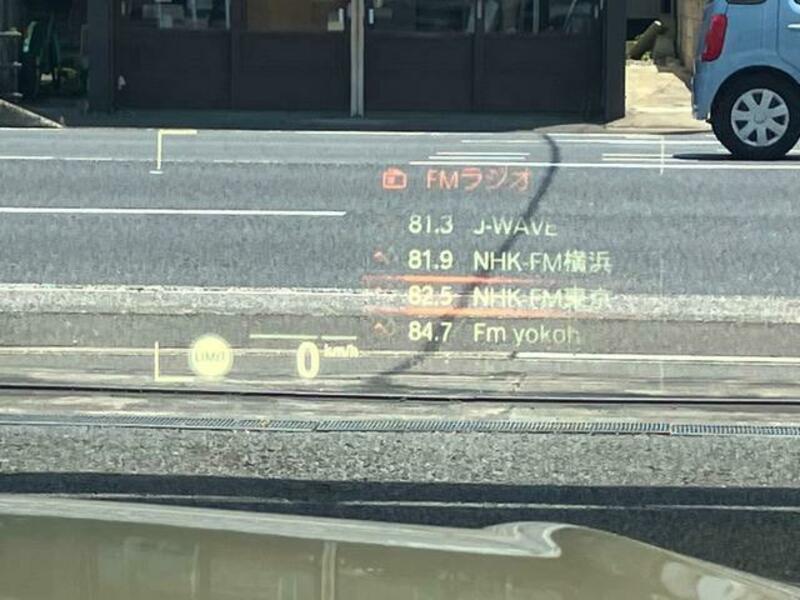 FMラジオ
81.3 J-WAVE
81.9 NHK-FM横浜
82.5 NHK-FM東京
84.7 Fm yokoh
LIMIT
0 km/h